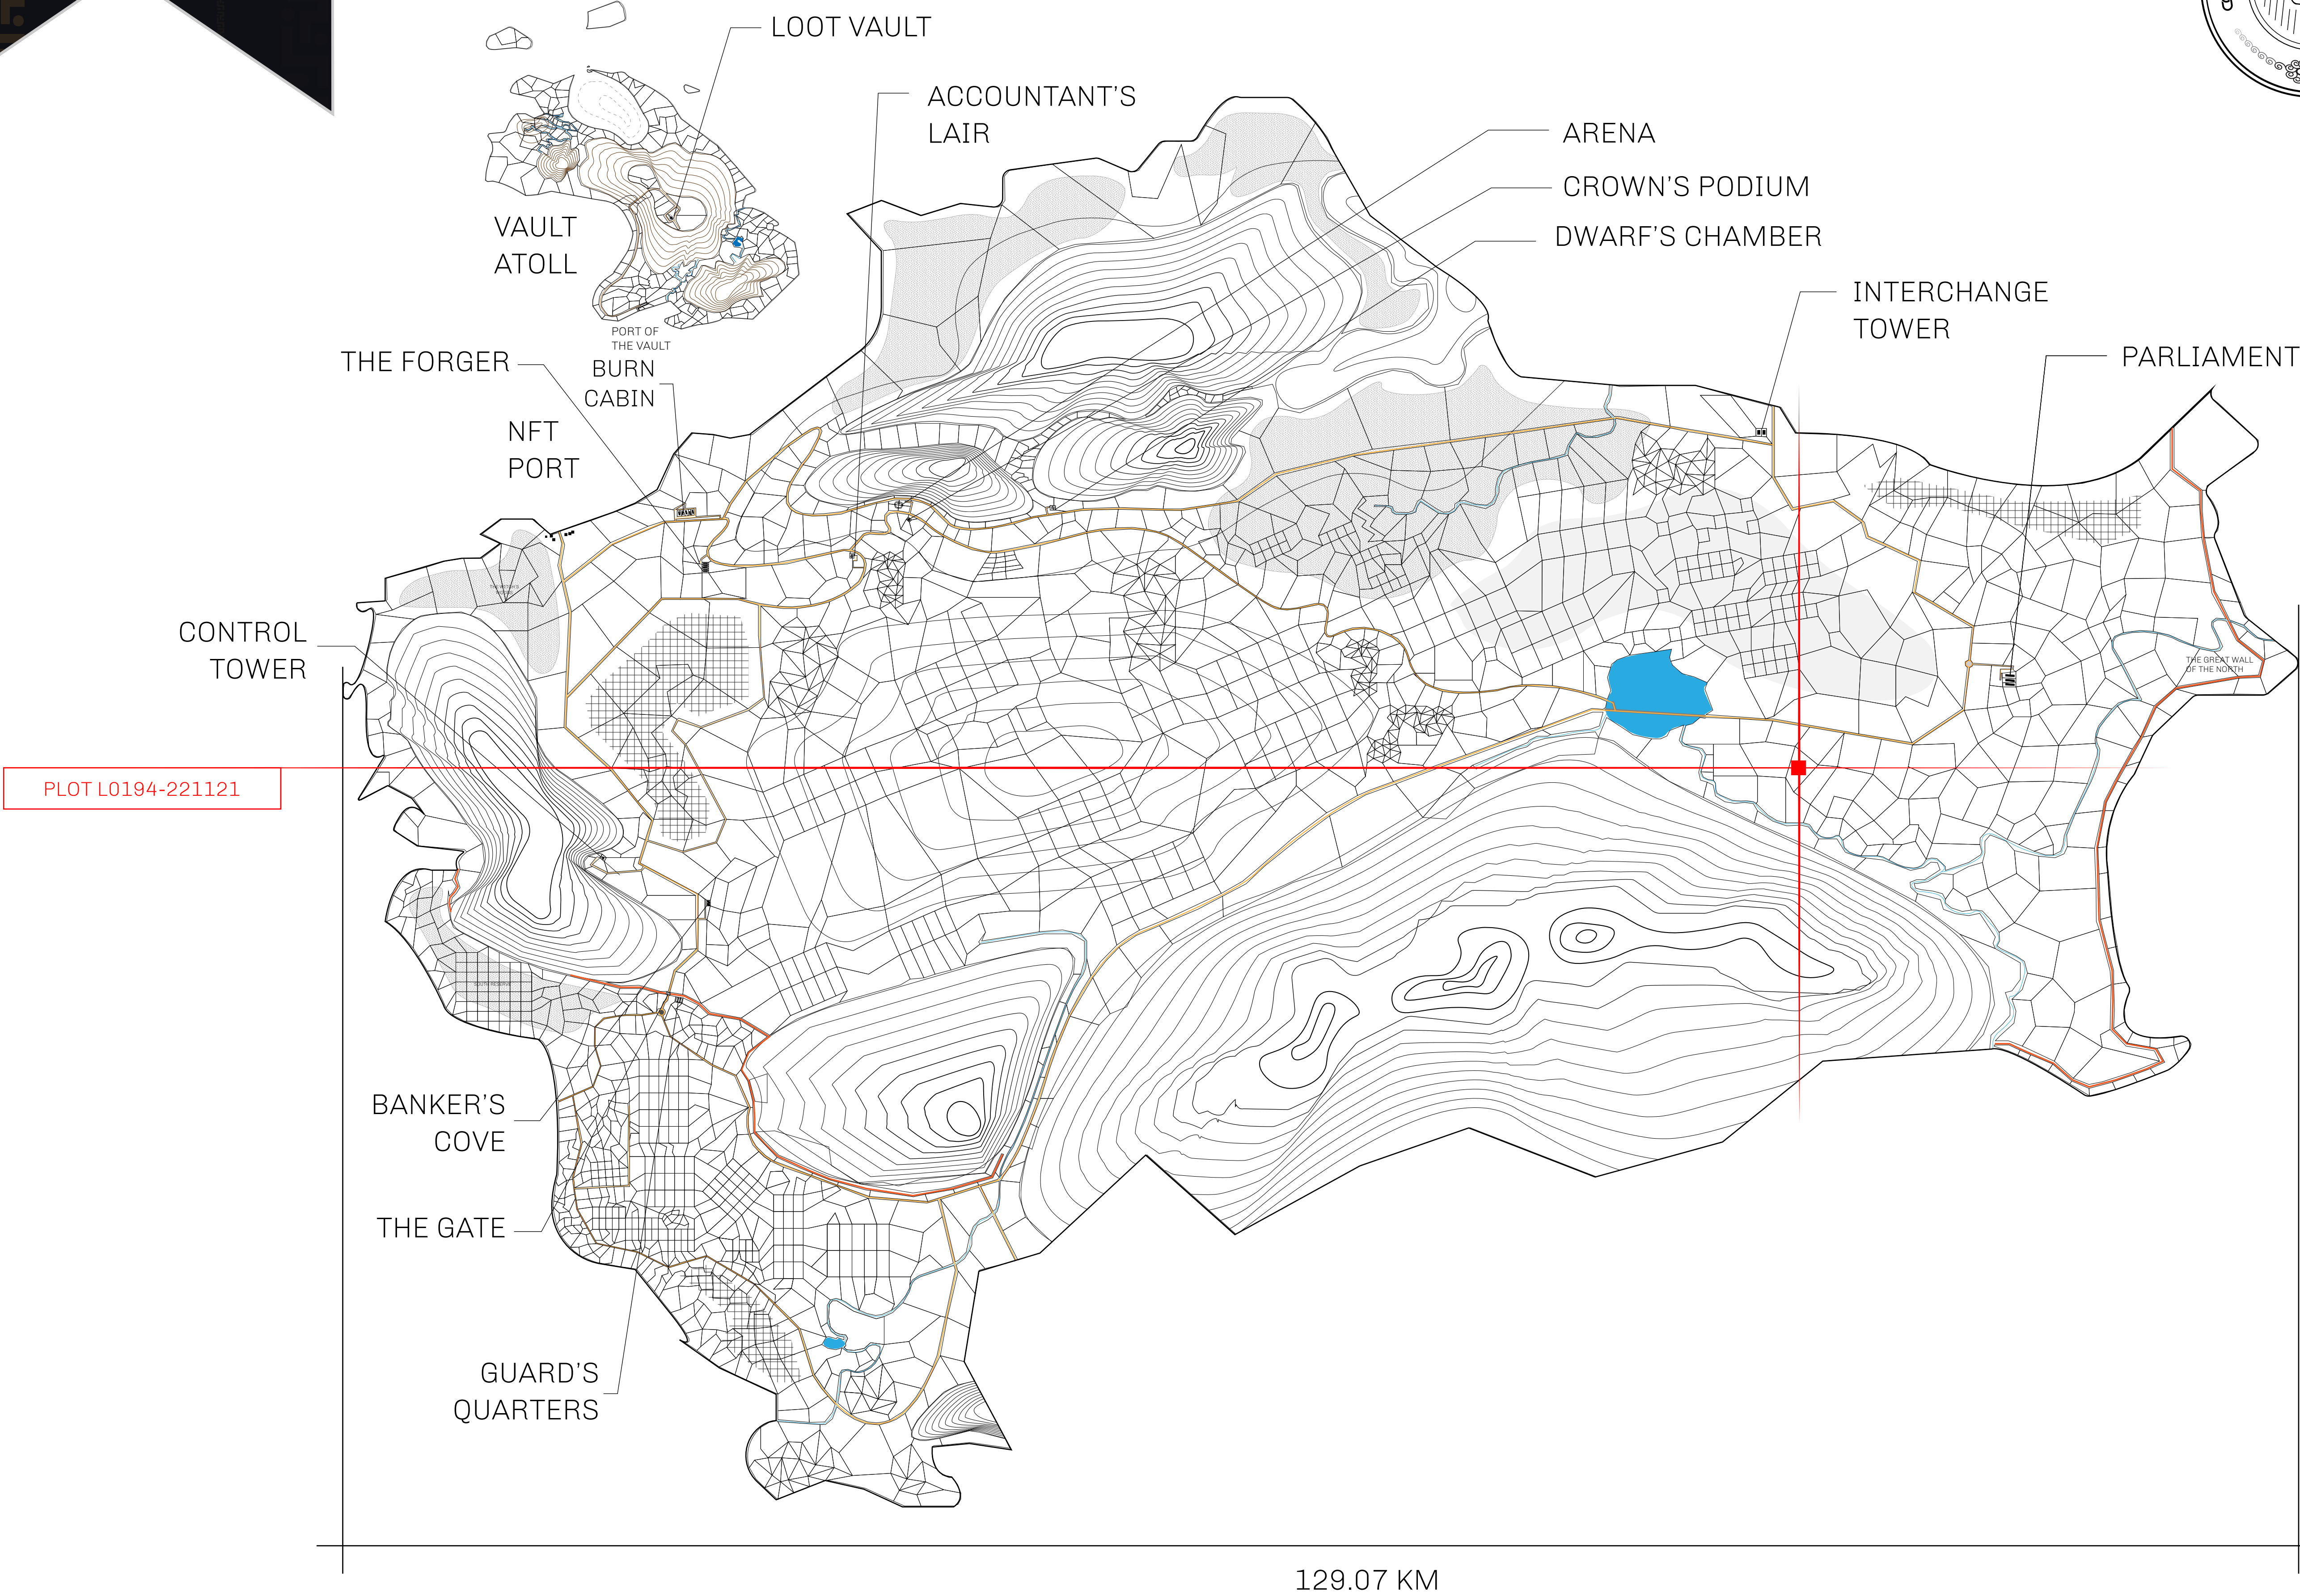 LOOT VAULT
ACCOUNTANT'S
LAIR
ARENA
CROWN'S PODIUM
DWARF'S CHAMBER
VAULT
ATOLL
INTERCHANGE
TOWER
PORT OF
THE VAULT
PARLIAMENT
THE FORGER
BURN
CABIN
NFT
PORT
CONTROL
TOWER
THE GREAT WALL
OF THE NORTH
PLOT L0194-221121
SOUTH RESERVE
BANKER'S
COVE
THE GATE
GUARD'S
QUARTERS
129.07 KM